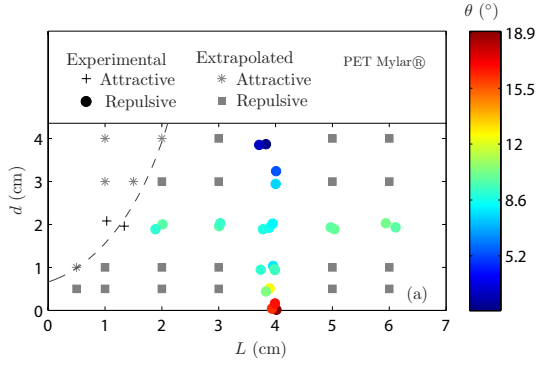 θ (°)
Experimental Extrapolated PET Mylar®
+ Attractive ✳ Attractive
● Repulsive ■ Repulsive
18.9
15.5
12.2
8.6
5.2
d (cm)
4
3
2
1
0
(a)
0 1 2 3 4 5 6 7
L (cm)